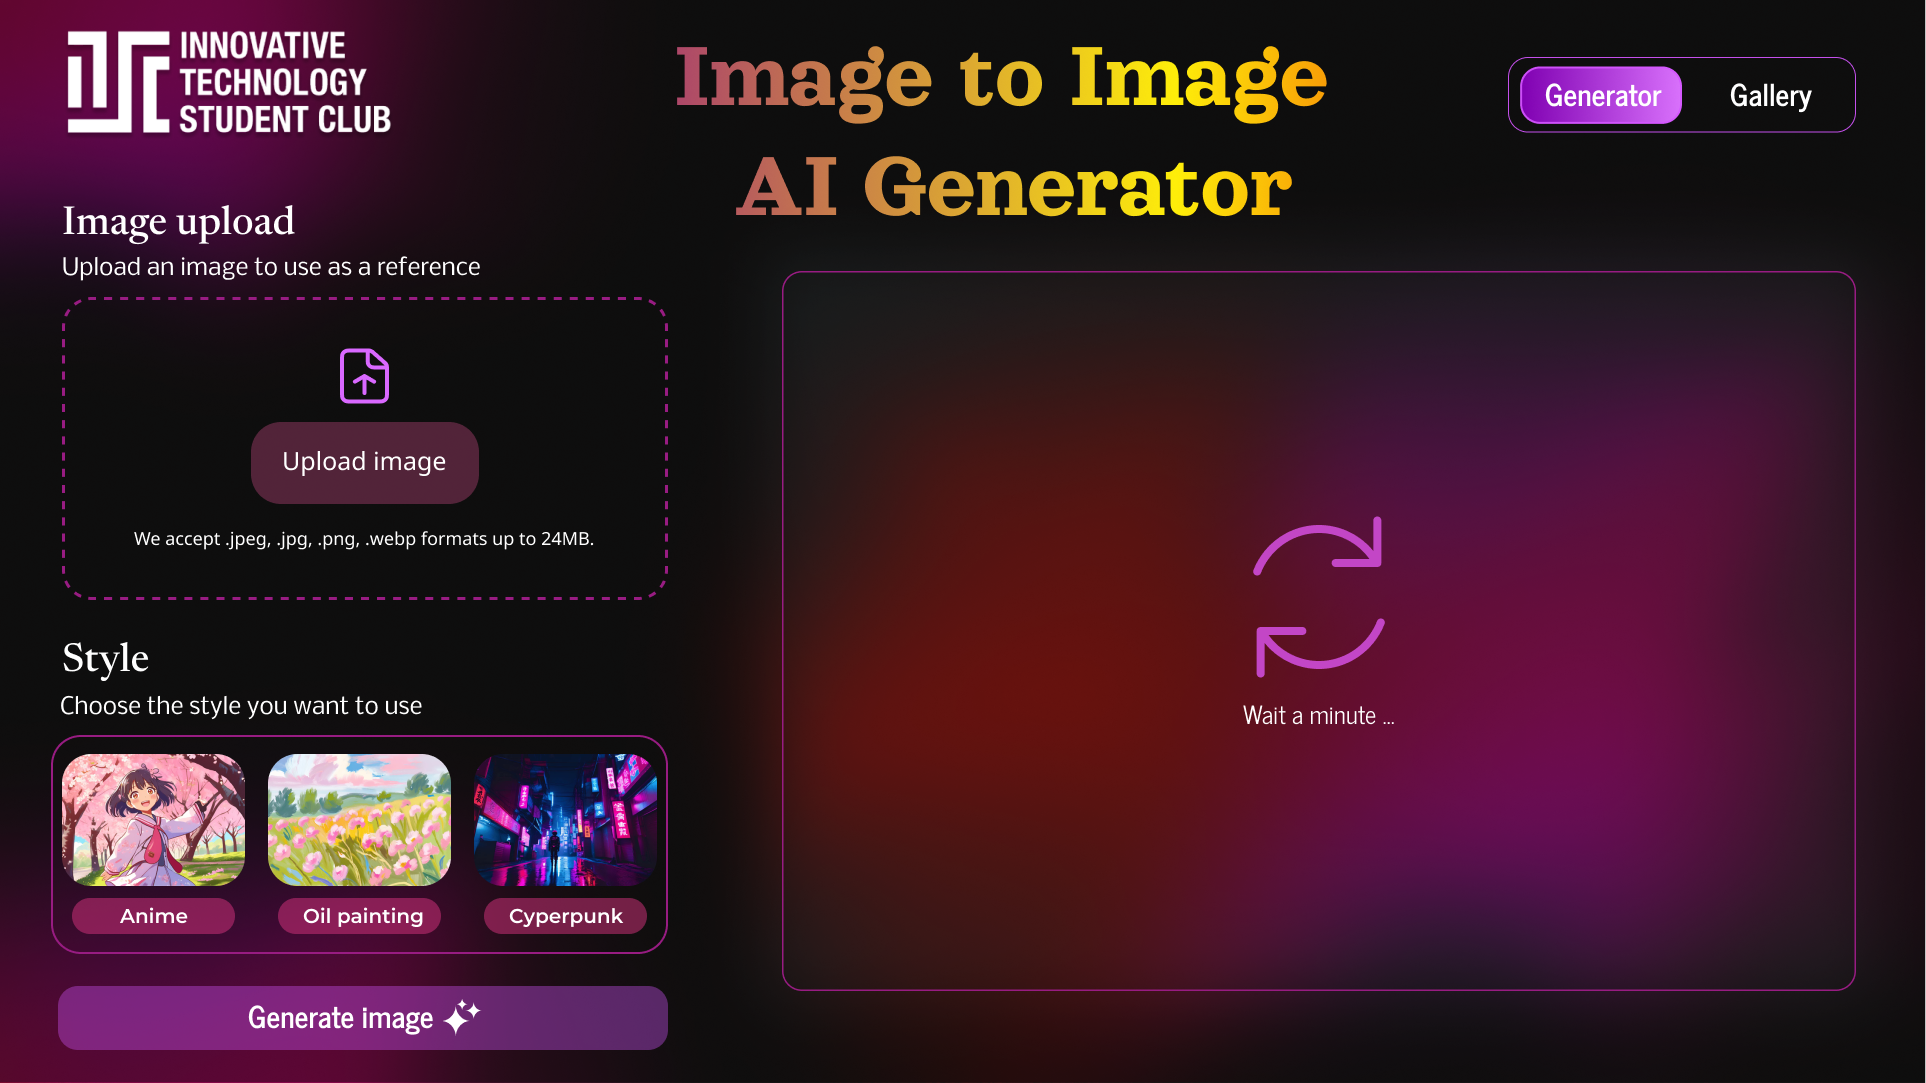 INNOVATIVE
TECHNOLOGY
STUDENT CLUB
Image to Image
AI Generator
Generator
Gallery
Image upload
Upload an image to use as a reference
Upload image
We accept .jpeg, .jpg, .png, .webp formats up to 24MB.
Style
Choose the style you want to use
Anime
Oil painting
Cyperpunk
Generate image
Wait a minute ...